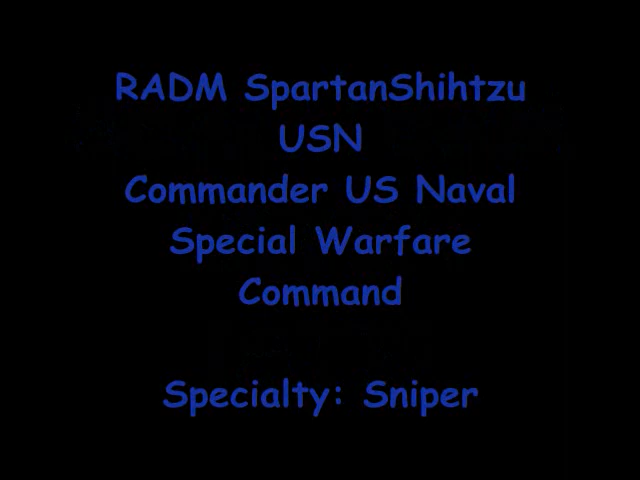 RADM SpartanShihtzu
USN
Commander US Naval
Special Warfare
Command
Specialty: Sniper